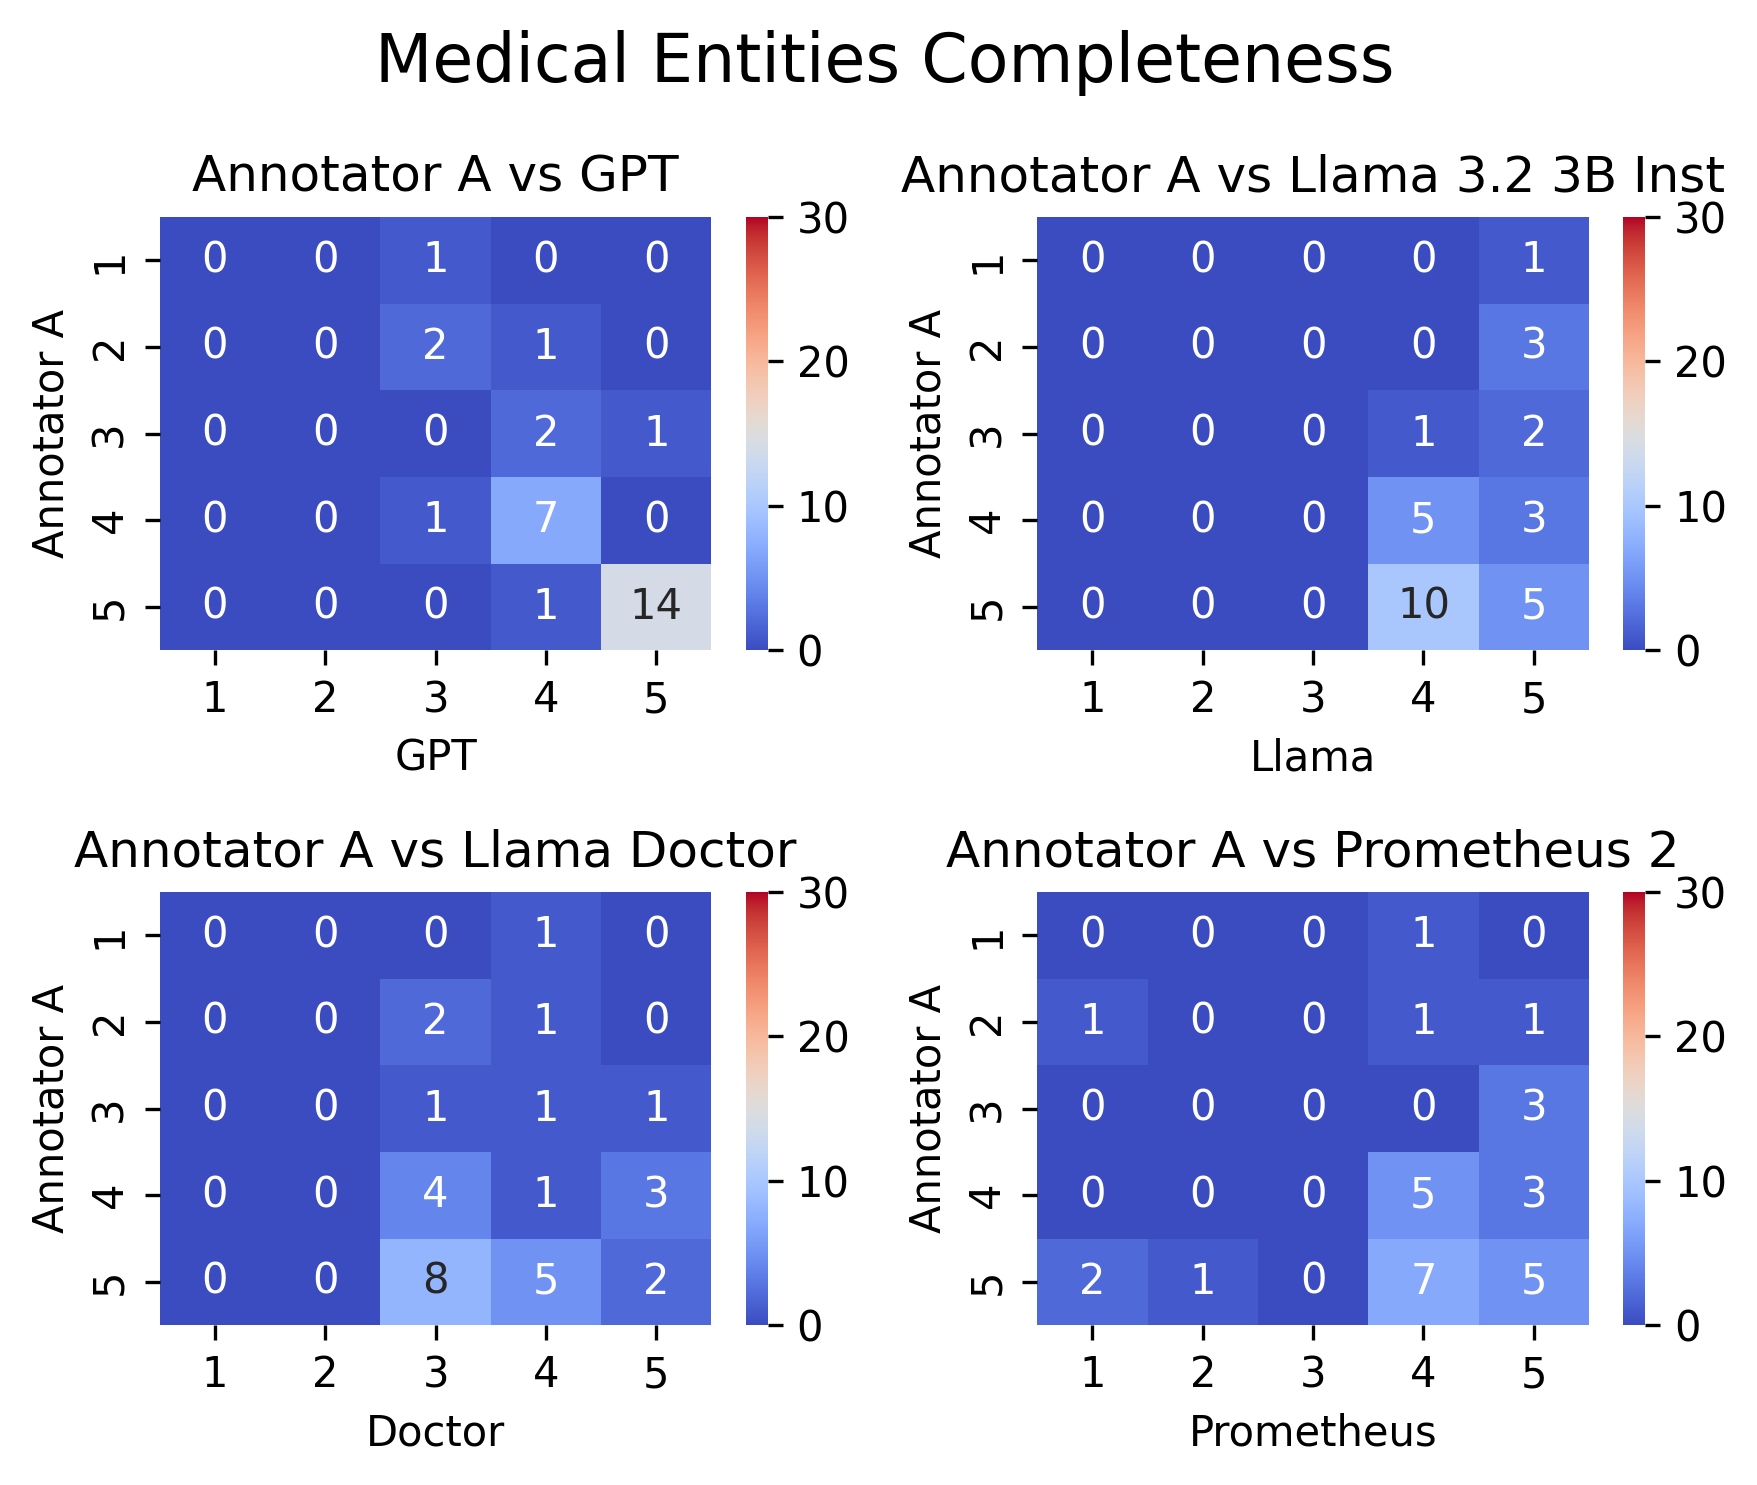 Medical Entities Completeness
Annotator A vs GPT
Annotator A
1 0 0 1 0 0
2 0 0 2 1 0
3 0 0 0 2 1
4 0 0 1 7 0
5 0 0 0 1 14
1 2 3 4 5
GPT
30
20
10
0
Annotator A vs Llama 3.2 3B Inst
Annotator A
1 0 0 0 0 1
2 0 0 0 0 3
3 0 0 0 1 2
4 0 0 0 5 3
5 0 0 0 10 5
1 2 3 4 5
Llama
30
20
10
0
Annotator A vs Llama Doctor
Annotator A
1 0 0 0 1 0
2 0 0 2 1 0
3 0 0 1 1 1
4 0 0 4 1 3
5 0 0 8 5 2
1 2 3 4 5
Doctor
30
20
10
0
Annotator A vs Prometheus 2
Annotator A
1 0 0 0 1 0
2 1 0 0 1 1
3 0 0 0 0 3
4 0 0 0 5 3
5 2 1 0 7 5
1 2 3 4 5
Prometheus
30
20
10
0